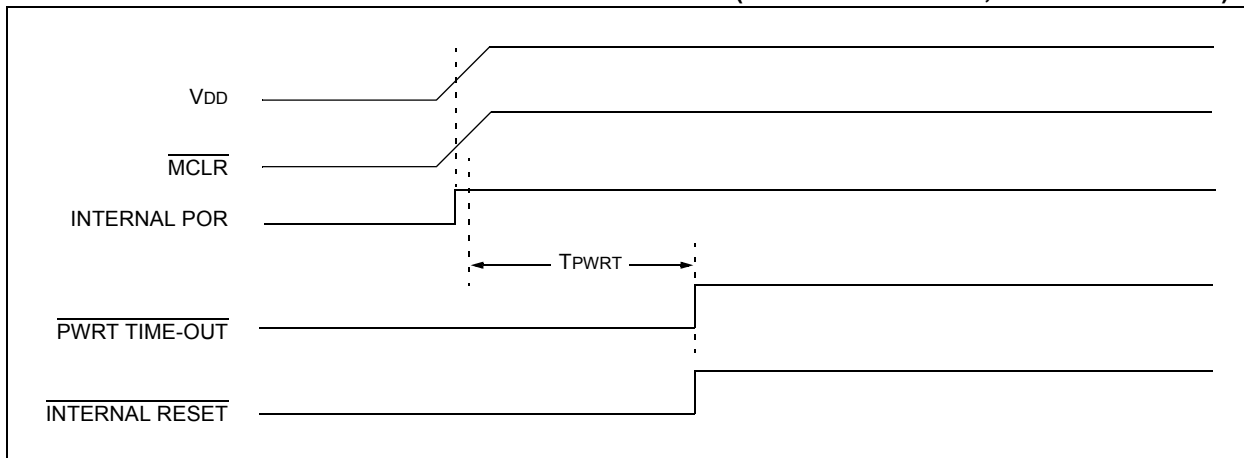 VDD
MCLR
INTERNAL POR
TPWRT
PWRT TIME-OUT
INTERNAL RESET